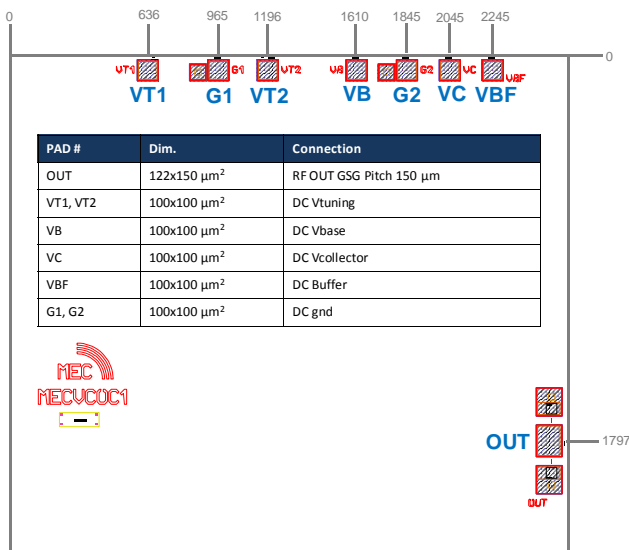 0 636 965 1196 1610 1845 2045 2245
0
VT1 G1 VT2 VB G2 VC VBF
VT1 G1 VT2 VB G2 VC VBF
PAD # Dim. Connection
OUT 122x150 µm² RF OUT GSG Pitch 150 µm
VT1, VT2 100x100 µm² DC Vtuning
VB 100x100 µm² DC Vbase
VC 100x100 µm² DC Vcollector
VBF 100x100 µm² DC Buffer
G1, G2 100x100 µm² DC gnd
MEC
MECVCOC1
OUT 1797
OUT